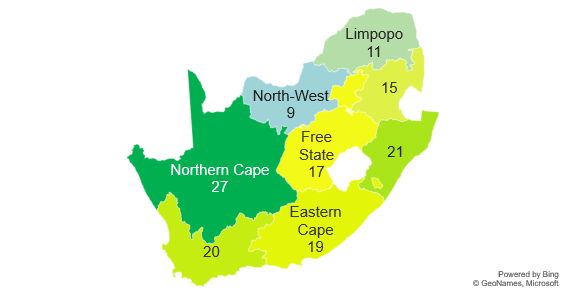 Limpopo
11
15
North-West
9
Free
State
17
21
Northern Cape
27
Eastern
Cape
19
20
Powered by Bing
© GeoNames, Microsoft